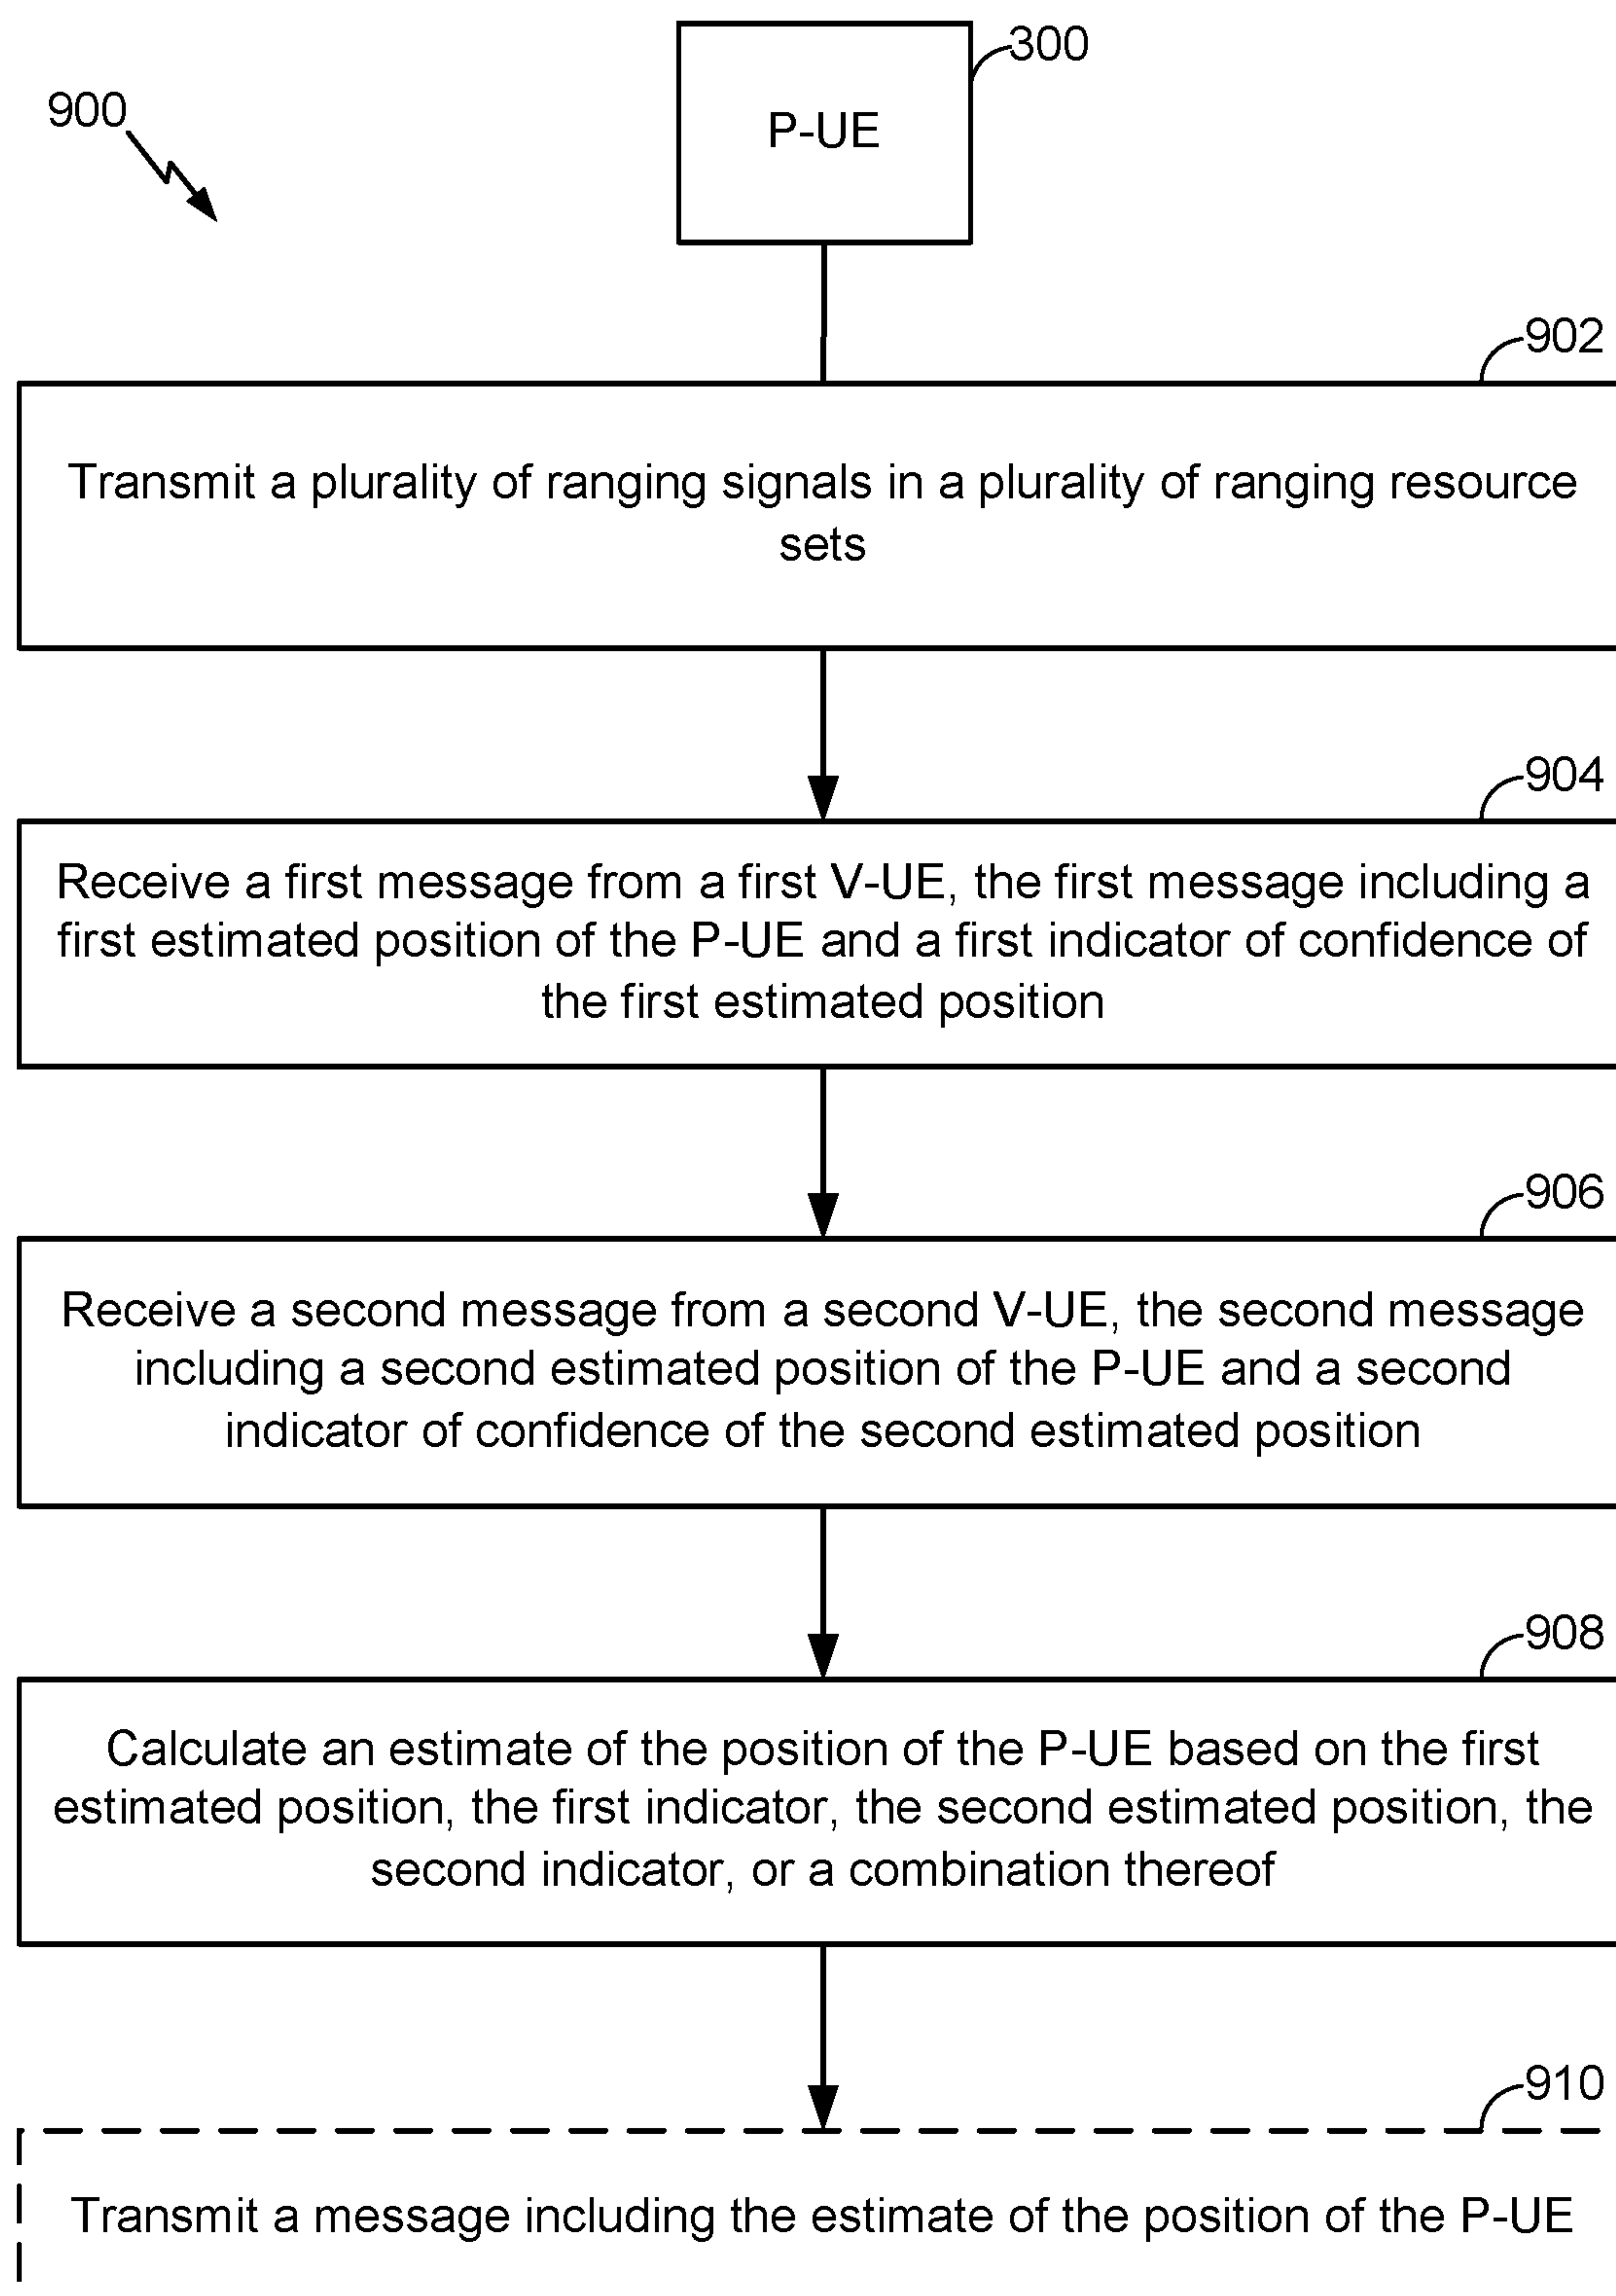 300
900
P-UE
902
Transmit a plurality of ranging signals in a plurality of ranging resource
sets
904
Receive a first message from a first V-UE, the first message including a
first estimated position of the P-UE and a first indicator of confidence of
the first estimated position
906
Receive a second message from a second V-UE, the second message
including a second estimated position of the P-UE and a second
indicator of confidence of the second estimated position
908
Calculate an estimate of the position of the P-UE based on the first
estimated position, the first indicator, the second estimated position, the
second indicator, or a combination thereof
910
Transmit a message including the estimate of the position of the P-UE